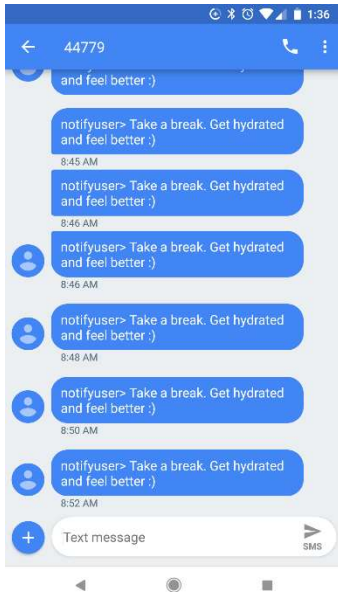 1:36
44779
and feel better :)
notifyuser> Take a break. Get hydrated
and feel better :)
8:45 AM
notifyuser> Take a break. Get hydrated
and feel better :)
8:46 AM
notifyuser> Take a break. Get hydrated
and feel better :)
8:46 AM
notifyuser> Take a break. Get hydrated
and feel better :)
8:48 AM
notifyuser> Take a break. Get hydrated
and feel better :)
8:50 AM
notifyuser> Take a break. Get hydrated
and feel better :)
8:52 AM
Text message
SMS